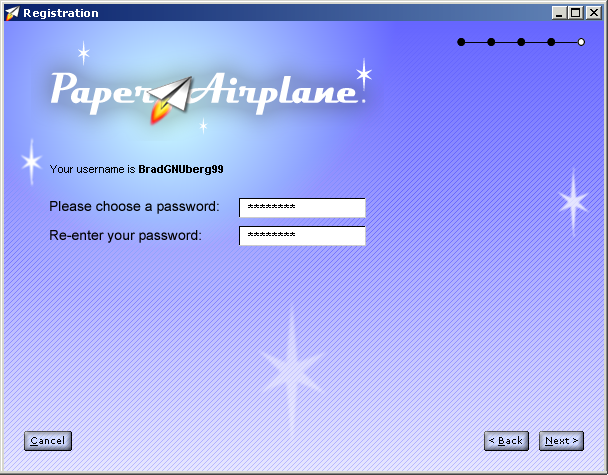 Registration
Paper Airplane.
Your username is BradGNUberg99
Please choose a password: ********
Re-enter your password: ********
Cancel
< Back
Next >